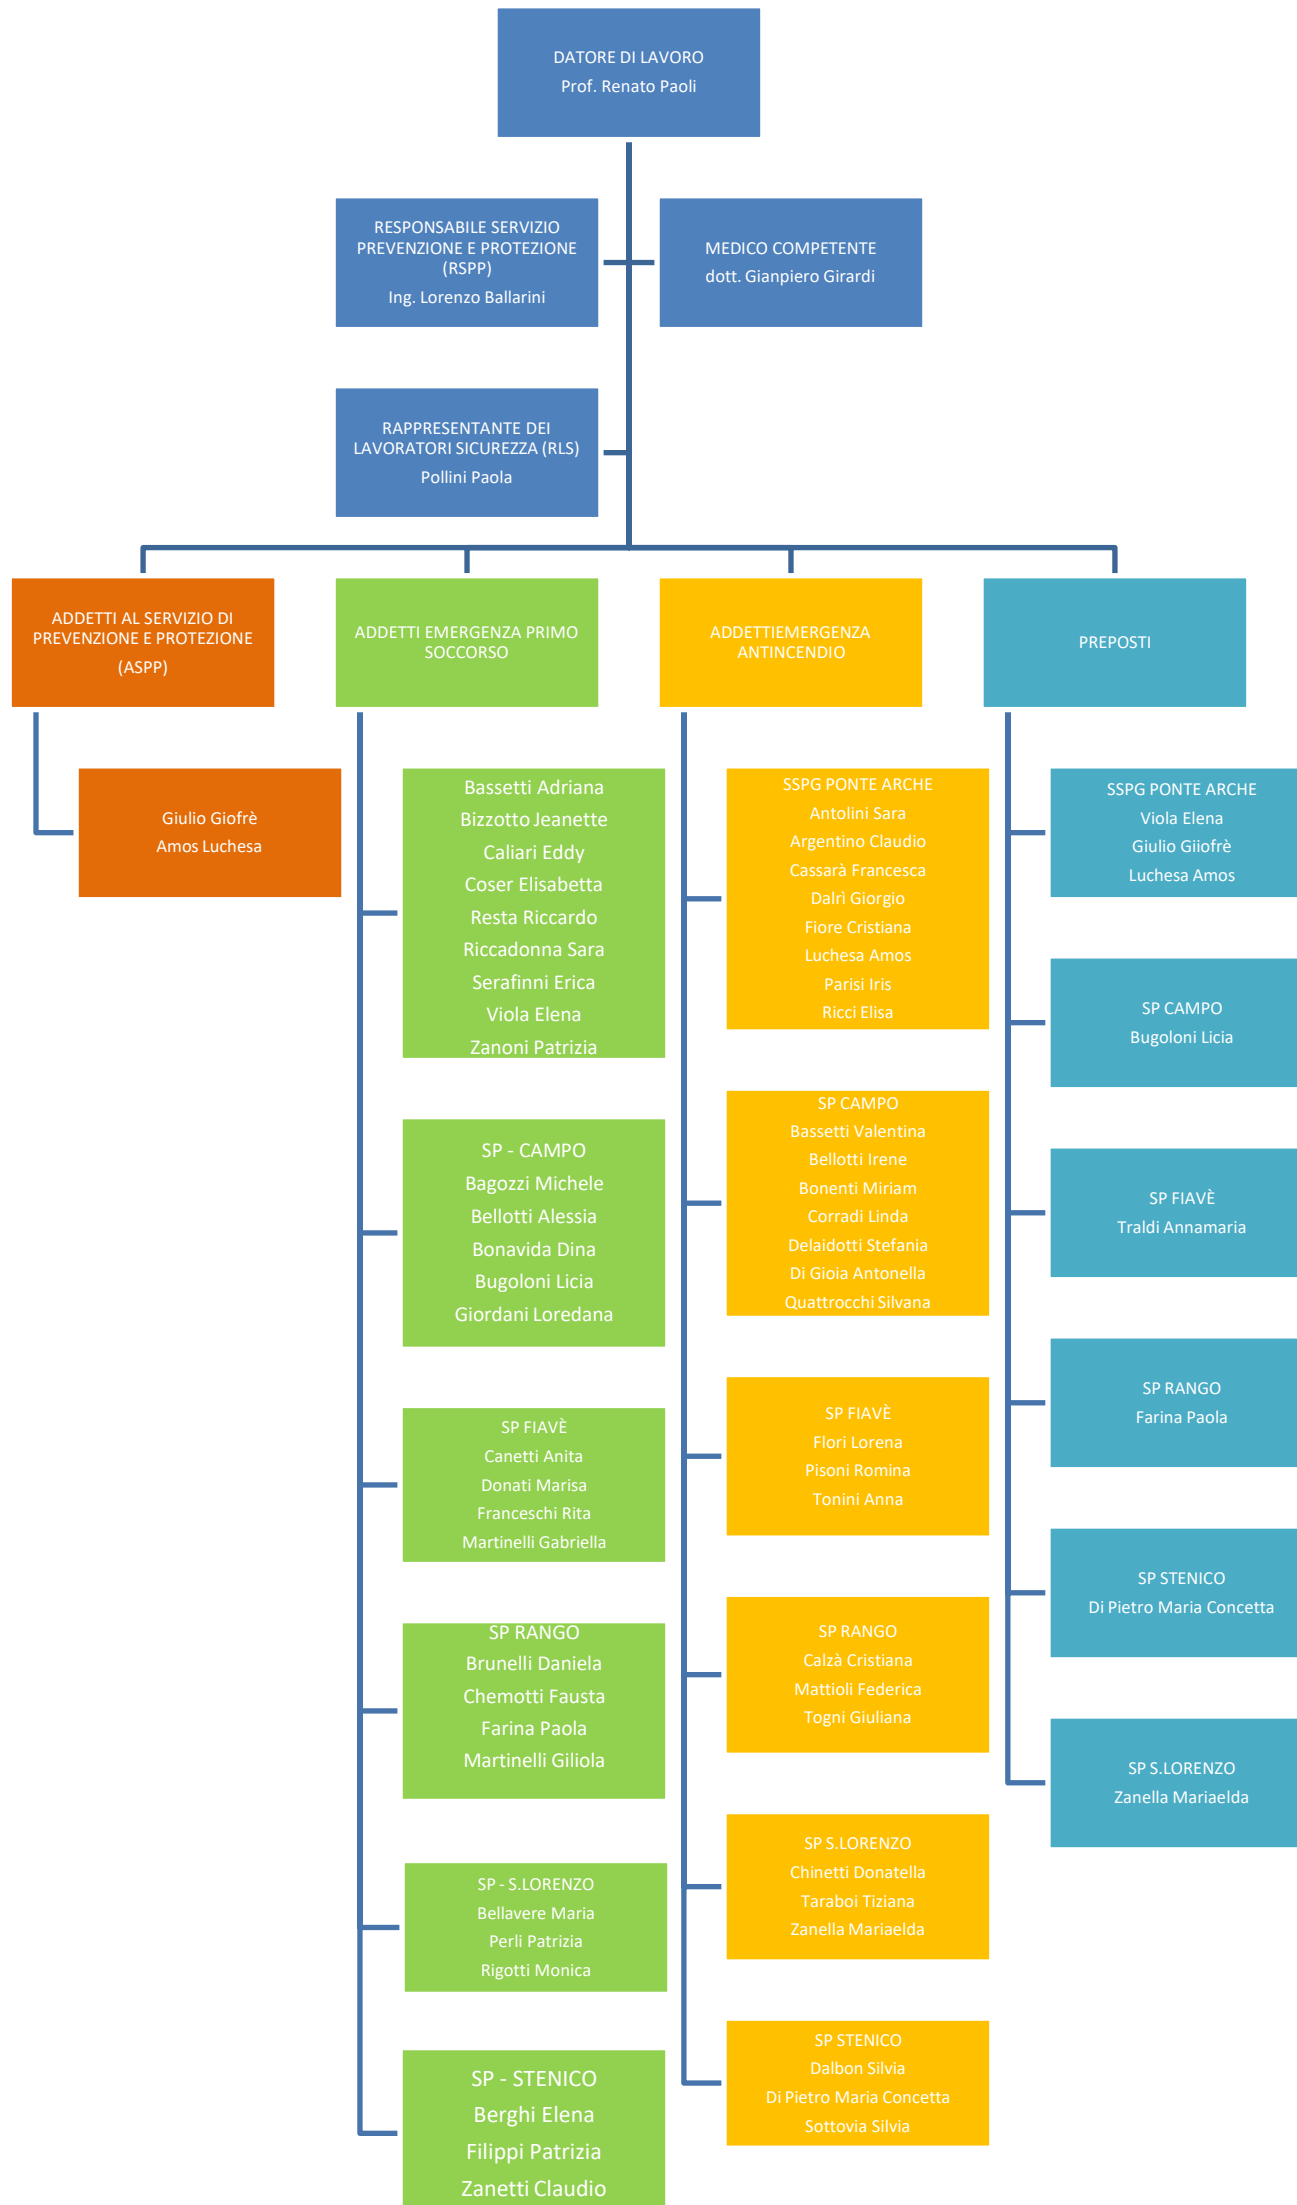 DATORE DI LAVORO
Prof. Renato Paoli
RESPONSABILE SERVIZIO
PREVENZIONE E PROTEZIONE
(RSPP)
Ing. Lorenzo Ballarini
MEDICO COMPETENTE
dott. Gianpiero Girardi
RAPPRESENTANTE DEI
LAVORATORI SICUREZZA (RLS)
Pollini Paola
ADDETTI AL SERVIZIO DI
PREVENZIONE E PROTEZIONE
(ASPP)
Giulio Giofrè
Amos Luchesa
ADDETTI EMERGENZA PRIMO
SOCCORSO
Bassetti Adriana
Bizzotto Jeanette
Caliari Eddy
Coser Elisabetta
Resta Riccardo
Riccadonna Sara
Serafinni Erica
Viola Elena
Zanoni Patrizia
SP - CAMPO
Bagozzi Michele
Bellotti Alessia
Bonavida Dina
Bugoloni Licia
Giordani Loredana
SP FIAVÈ
Canetti Anita
Donati Marisa
Franceschi Rita
Martinelli Gabriella
SP RANGO
Brunelli Daniela
Chemotti Fausta
Farina Paola
Martinelli Giliola
SP - S.LORENZO
Bellavere Maria
Perli Patrizia
Rigotti Monica
SP - STENICO
Berghi Elena
Filippi Patrizia
Zanetti Claudio
ADDETTIEMERGENZA
ANTINCENDIO
SSPG PONTE ARCHE
Antolini Sara
Argentino Claudio
Cassarà Francesca
Dalrì Giorgio
Fiore Cristiana
Luchesa Amos
Parisi Iris
Ricci Elisa
SP CAMPO
Bassetti Valentina
Bellotti Irene
Bonenti Miriam
Corradi Linda
Delaidotti Stefania
Di Gioia Antonella
Quattrocchi Silvana
SP FIAVÈ
Flori Lorena
Pisoni Romina
Tonini Anna
SP RANGO
Calzà Cristiana
Mattioli Federica
Togni Giuliana
SP S.LORENZO
Chinetti Donatella
Taraboi Tiziana
Zanella Mariaelda
SP STENICO
Dalbon Silvia
Di Pietro Maria Concetta
Sottovia Silvia
PREPOSTI
SSPG PONTE ARCHE
Viola Elena
Giulio Giiofrè
Luchesa Amos
SP CAMPO
Bugoloni Licia
SP FIAVÈ
Traldi Annamaria
SP RANGO
Farina Paola
SP STENICO
Di Pietro Maria Concetta
SP S.LORENZO
Zanella Mariaelda